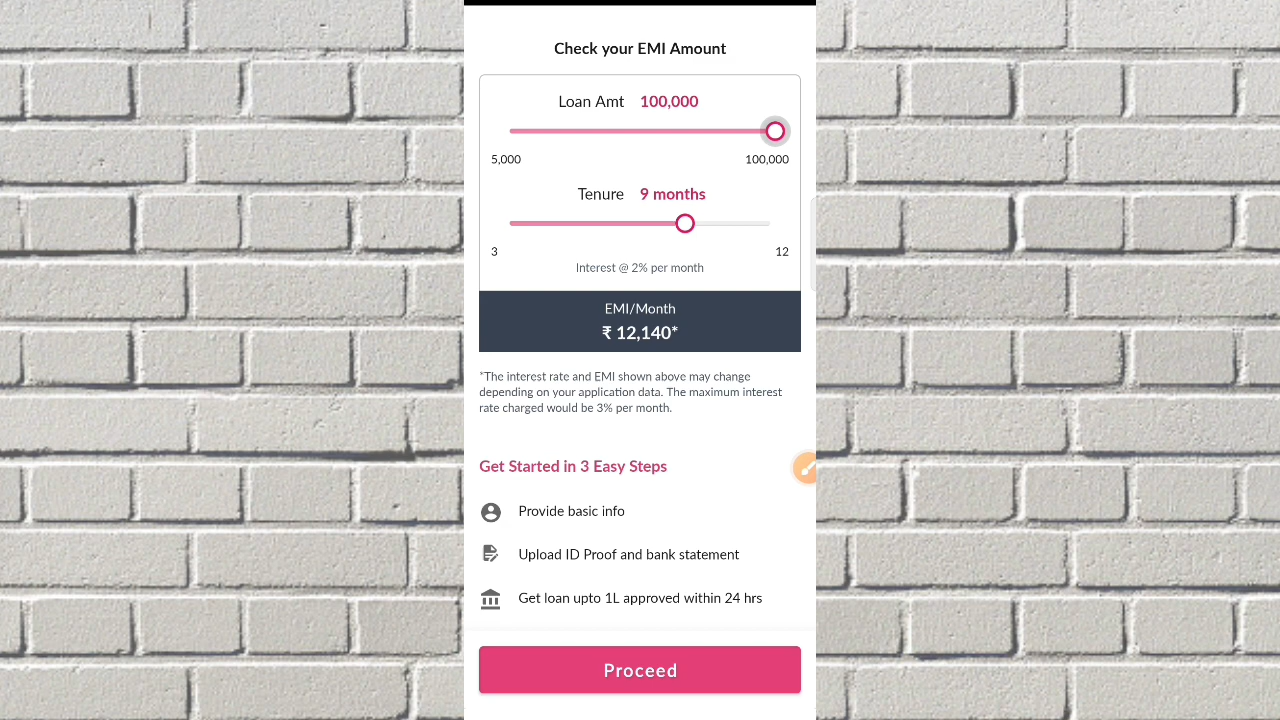 Check your EMI Amount
Loan Amt 100,000
5,000 100,000
Tenure 9 months
3 12
Interest @ 2% per month
EMI/Month
₹ 12,140*
*The interest rate and EMI shown above may change
depending on your application data. The maximum interest
rate charged would be 3% per month.
Get Started in 3 Easy Steps
Provide basic info
Upload ID Proof and bank statement
Get loan upto 1L approved within 24 hrs
Proceed